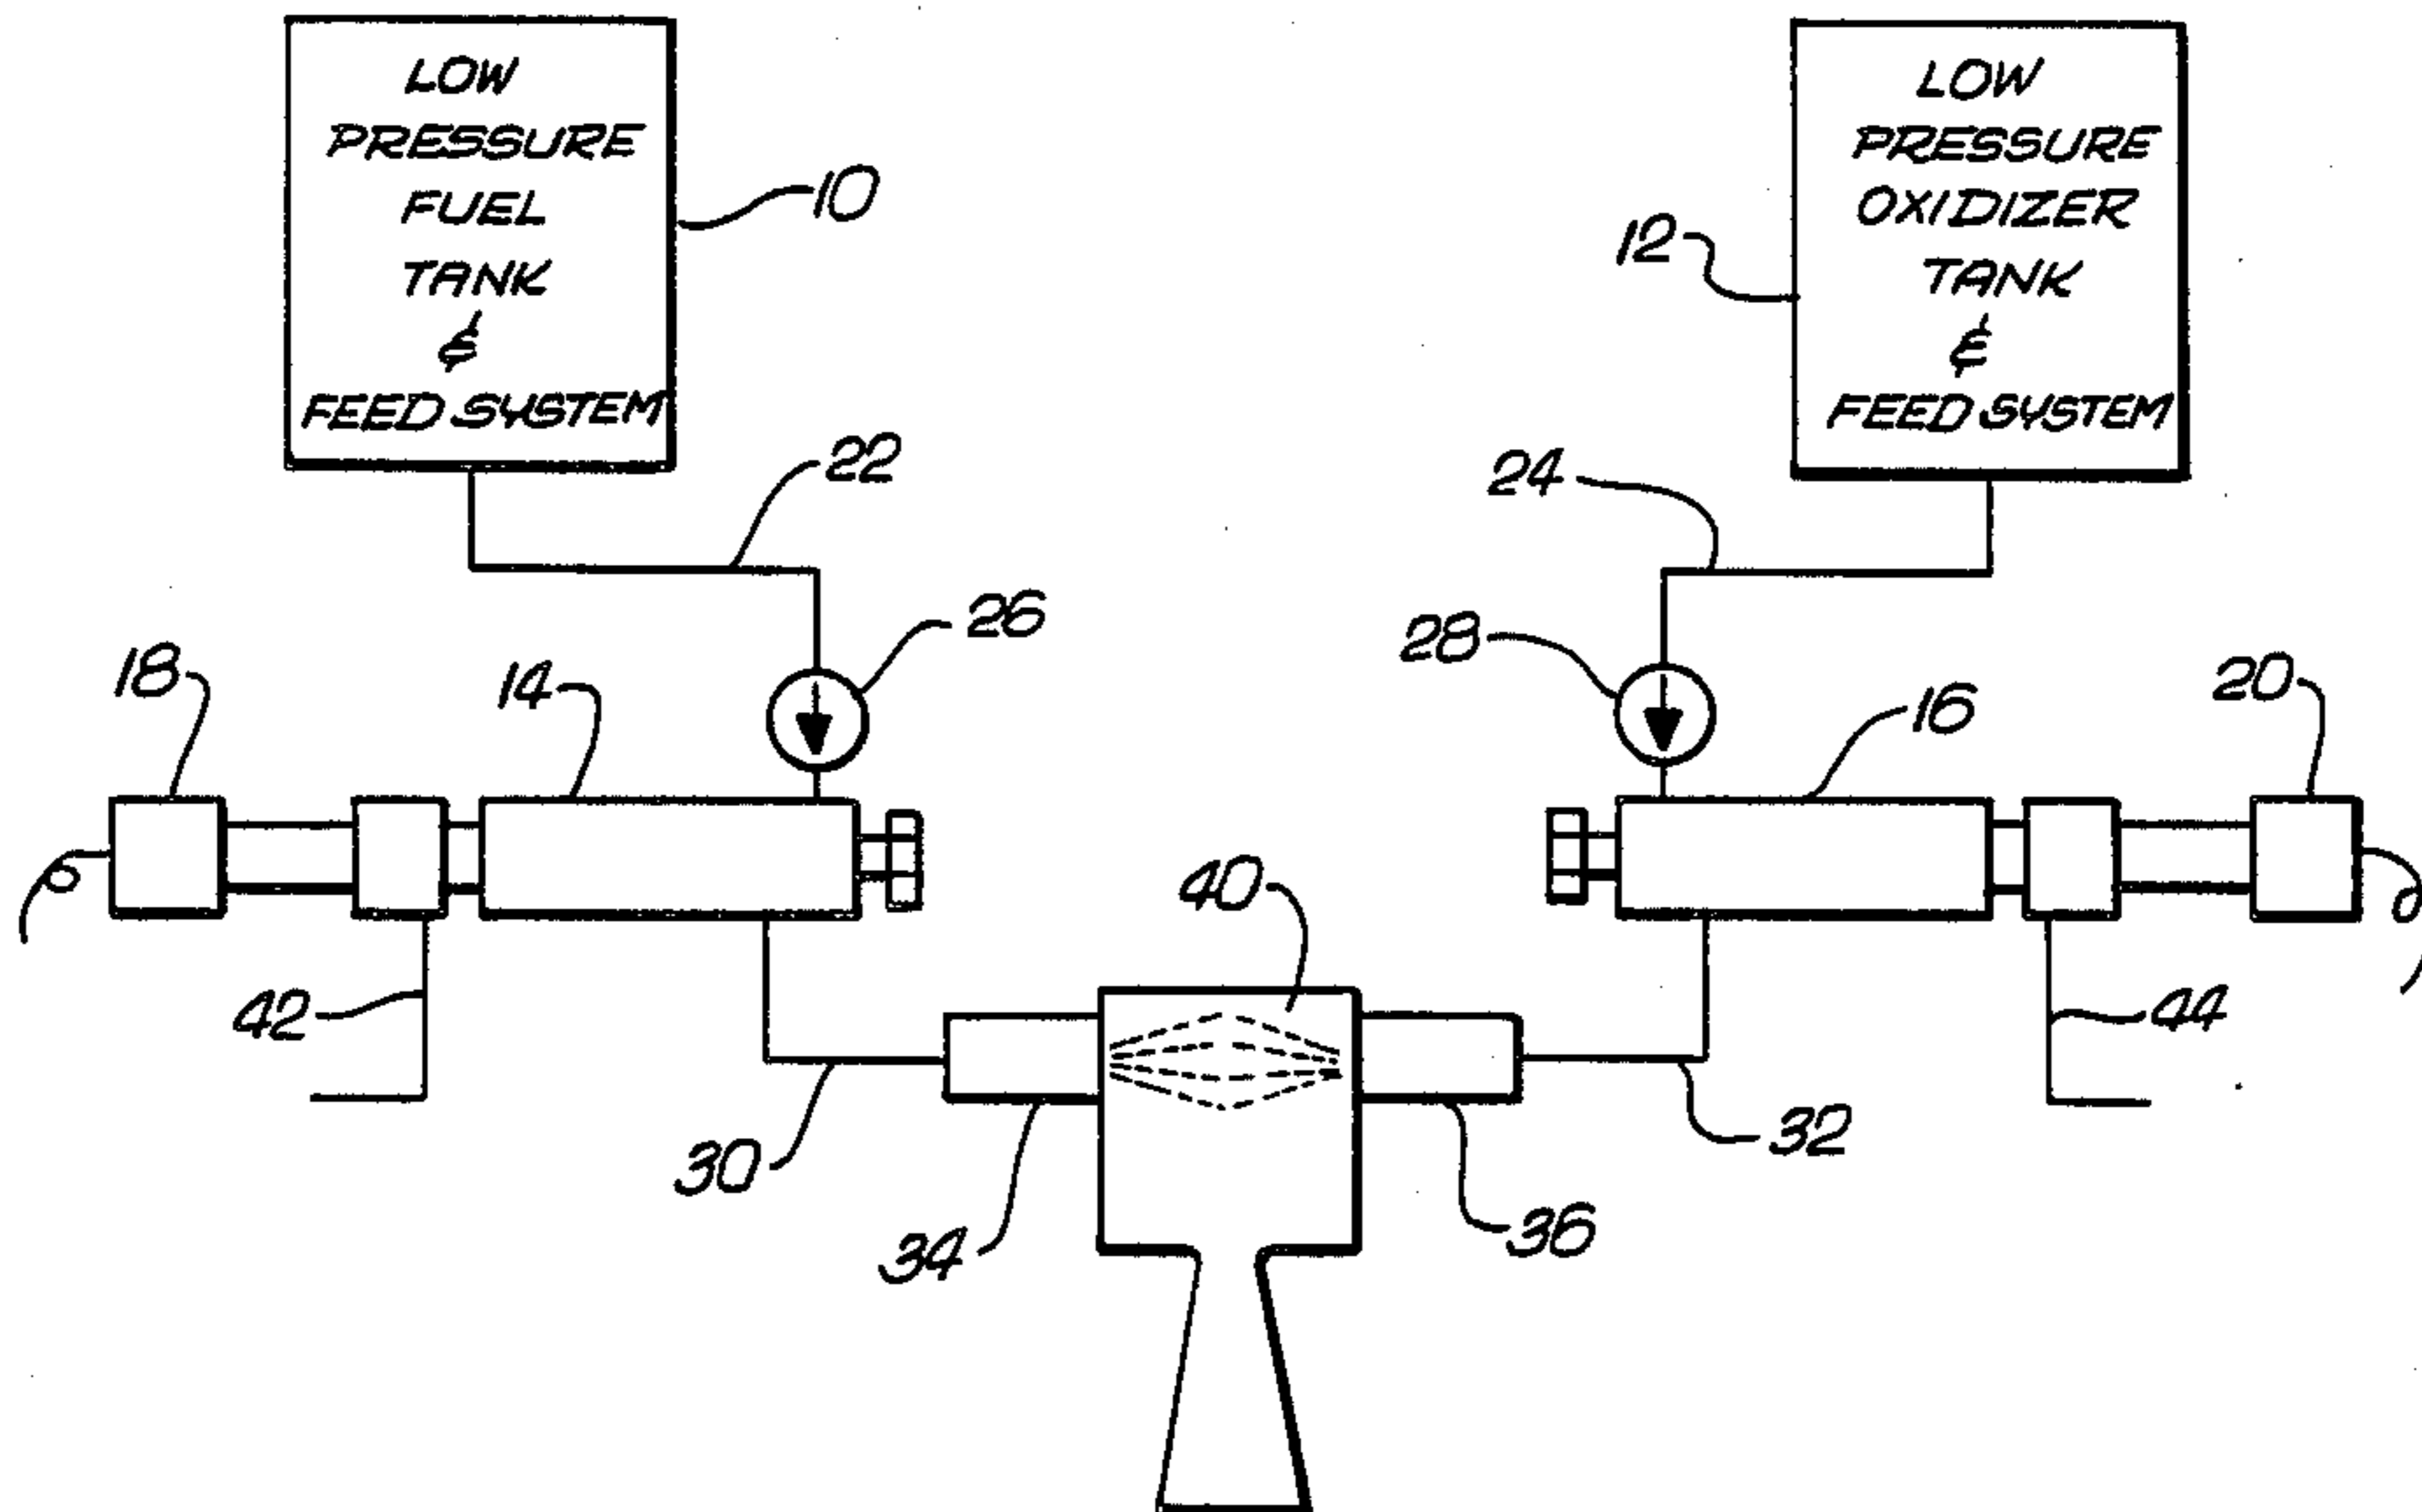 LOW
PRESSURE
FUEL
TANK
&
FEED SYSTEM
10
LOW
PRESSURE
OXIDIZER
TANK
&
FEED SYSTEM
12
22
24
26
28
18
14
16
20
40
42
44
30
32
34
36